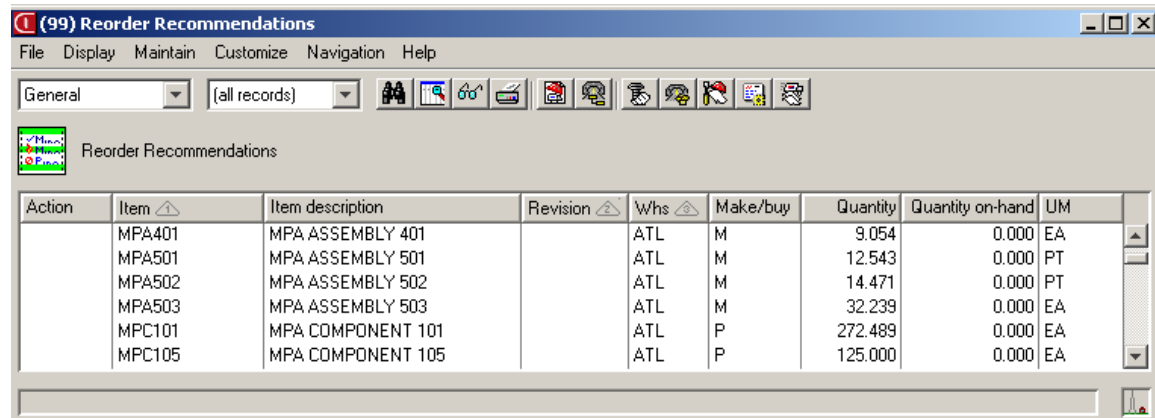 (99) Reorder Recommendations
File Display Maintain Customize Navigation Help
General (all records)
Reorder Recommendations
Action Item 1 Item description Revision 2 Whs 3 Make/buy Quantity Quantity on-hand UM
MPA401 MPA ASSEMBLY 401 ATL M 9.054 0.000 EA
MPA501 MPA ASSEMBLY 501 ATL M 12.543 0.000 PT
MPA502 MPA ASSEMBLY 502 ATL M 14.471 0.000 PT
MPA503 MPA ASSEMBLY 503 ATL M 32.239 0.000 EA
MPC101 MPA COMPONENT 101 ATL P 272.489 0.000 EA
MPC105 MPA COMPONENT 105 ATL P 125.000 0.000 EA